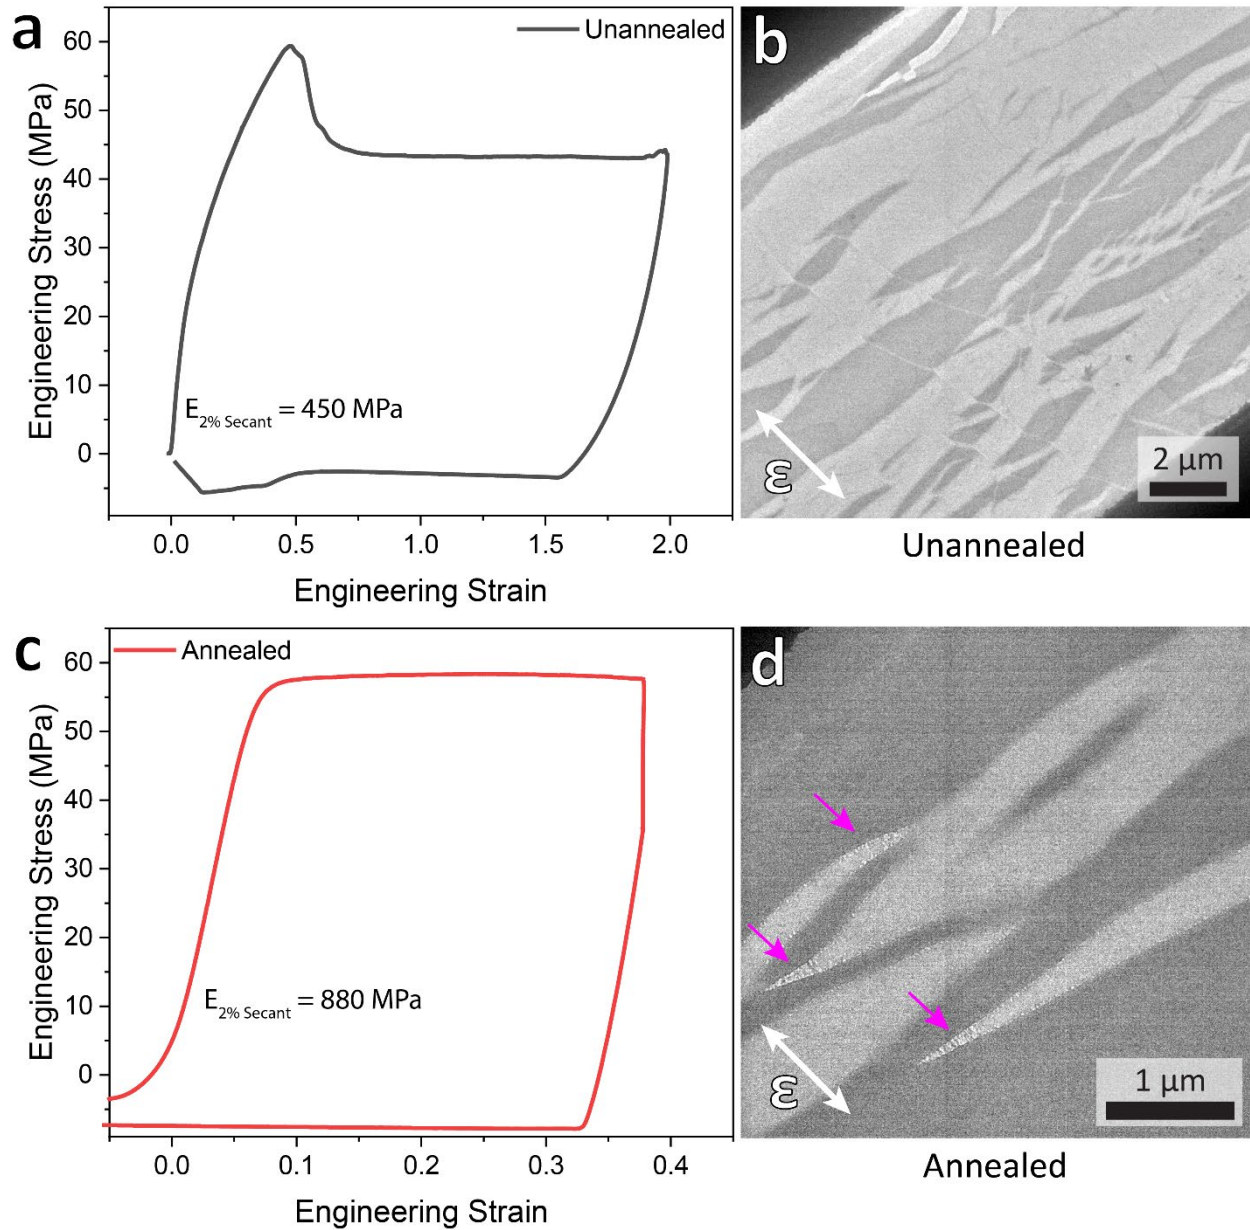 a
Unannealed
60
50
40
30
20
10
0
Engineering Stress (MPa)
E2% Secant = 450 MPa
0.0 0.5 1.0 1.5 2.0
Engineering Strain
b
ε
2 μm
Unannealed
c
Annealed
60
50
40
30
20
10
0
Engineering Stress (MPa)
E2% Secant = 880 MPa
0.0 0.1 0.2 0.3 0.4
Engineering Strain
d
ε
1 μm
Annealed